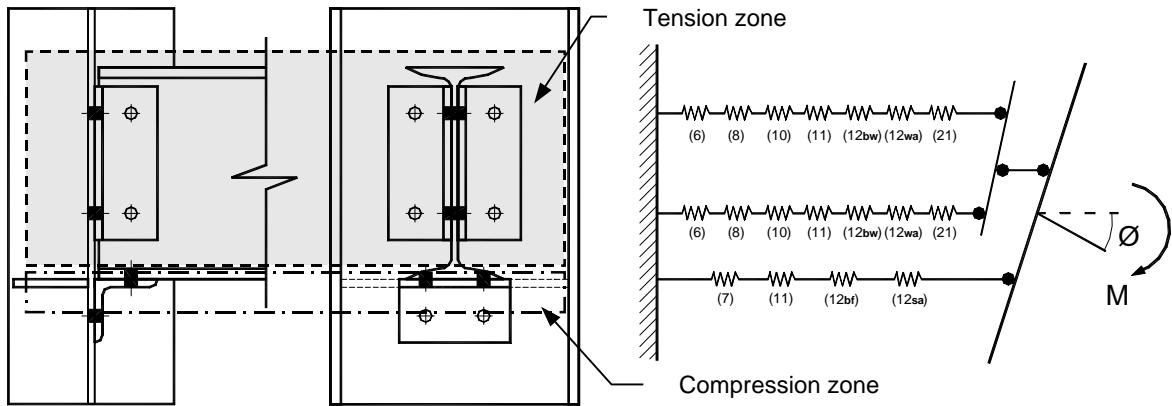 Tension zone
(6) (8) (10) (11) (12bw) (12wa) (21)
(6) (8) (10) (11) (12bw) (12wa) (21)
Ø
(7) (11) (12bf) (12sa)
M
Compression zone